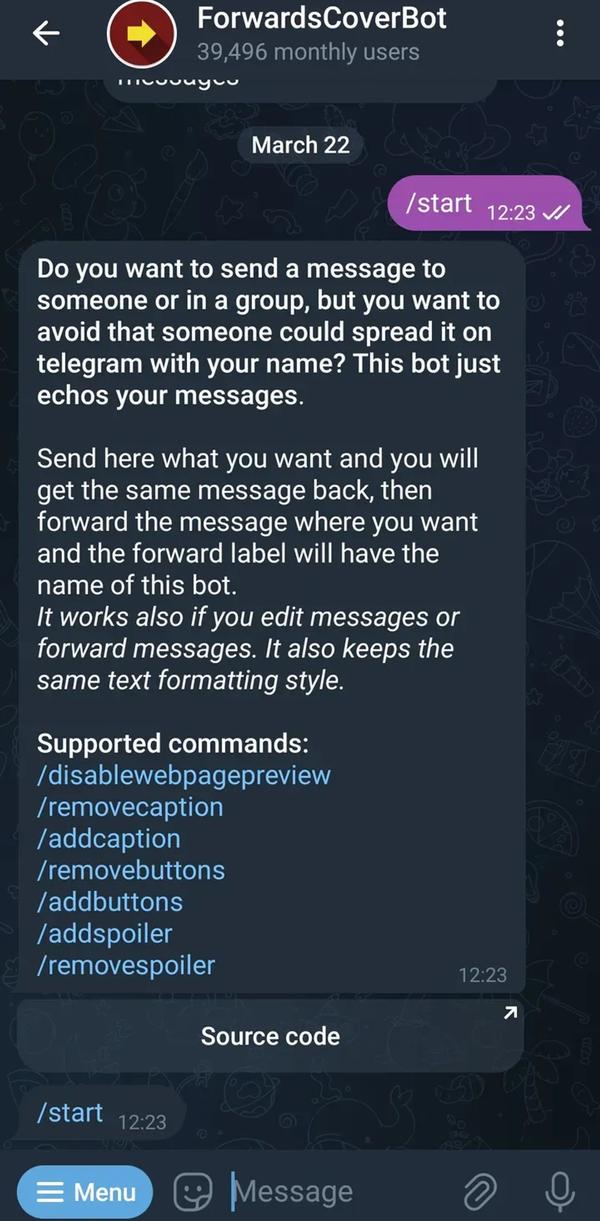 ForwardsCoverBot
39,496 monthly users
messages
March 22
/start 12:23
Do you want to send a message to
someone or in a group, but you want to
avoid that someone could spread it on
telegram with your name? This bot just
echos your messages.
Send here what you want and you will
get the same message back, then
forward the message where you want
and the forward label will have the
name of this bot.
It works also if you edit messages or
forward messages. It also keeps the
same text formatting style.
Supported commands:
/disablewebpagepreview
/removecaption
/addcaption
/removebuttons
/addbuttons
/addspoiler
/removespoiler
12:23
Source code
/start 12:23
Menu
Message